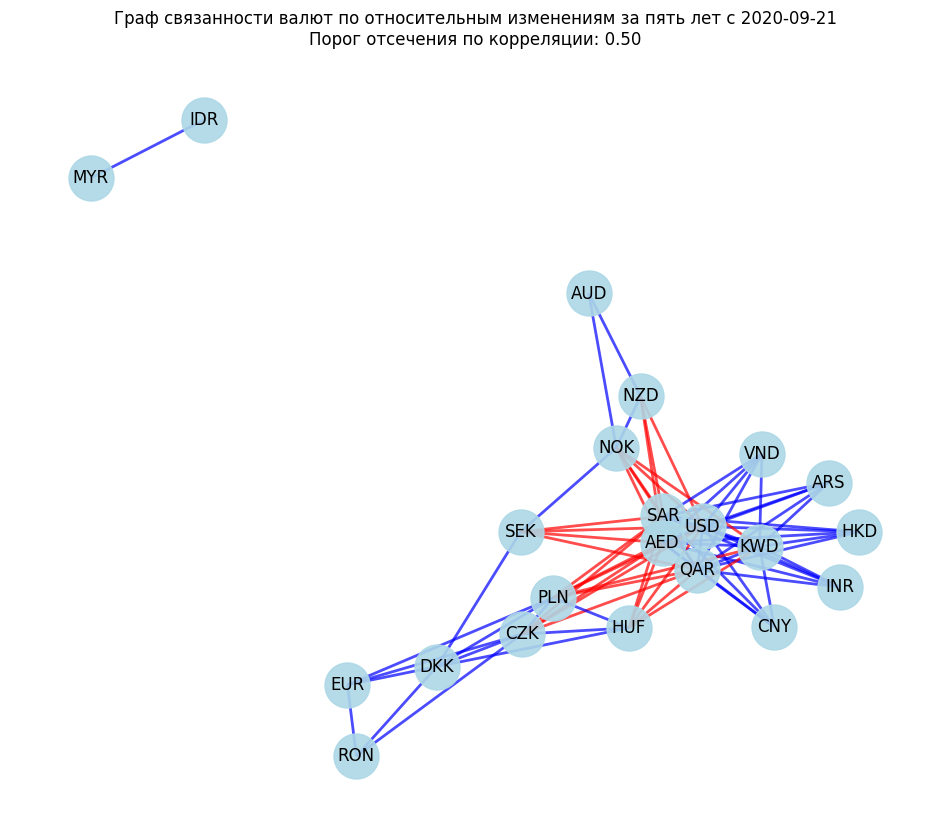 Граф связанности валют по относительным изменениям за пять лет с 2020-09-21
Порог отсечения по корреляции: 0.50
IDR
MYR
AUD
NZD
NOK
VND
ARS
SAR
USD
SEK
HKD
AED
KWD
QAR
INR
PLN
CZK
HUF
CNY
DKK
EUR
RON